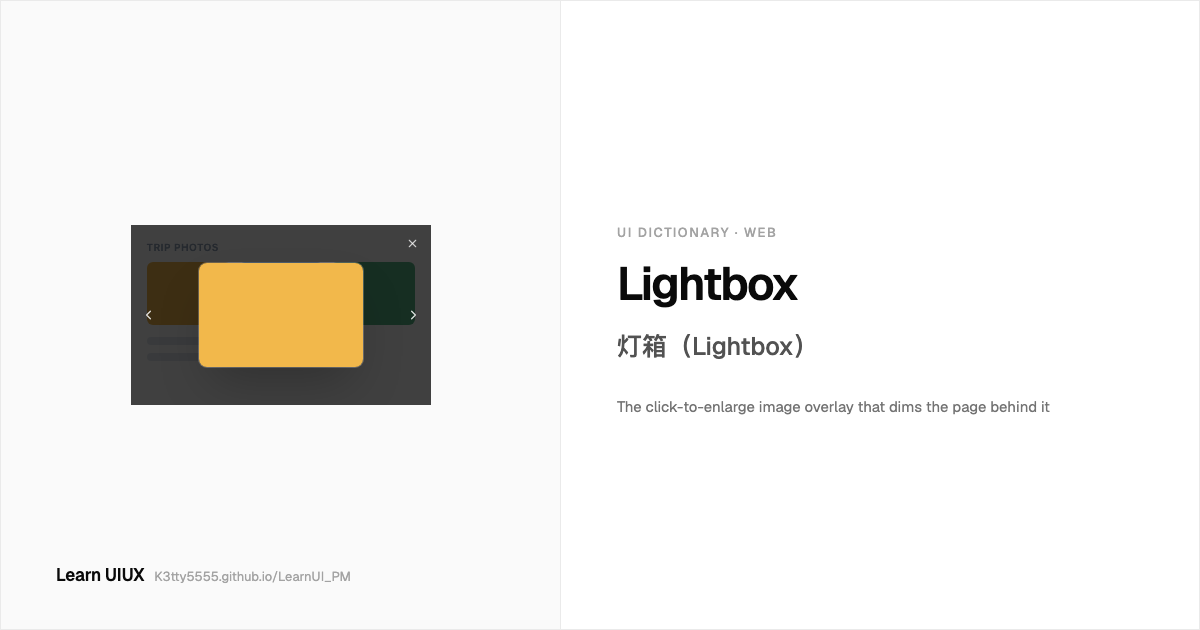 TRIP PHOTOS
UI DICTIONARY · WEB
Lightbox
灯箱（Lightbox）
The click-to-enlarge image overlay that dims the page behind it
Learn UIUX K3tty5555.github.io/LearnUI_PM